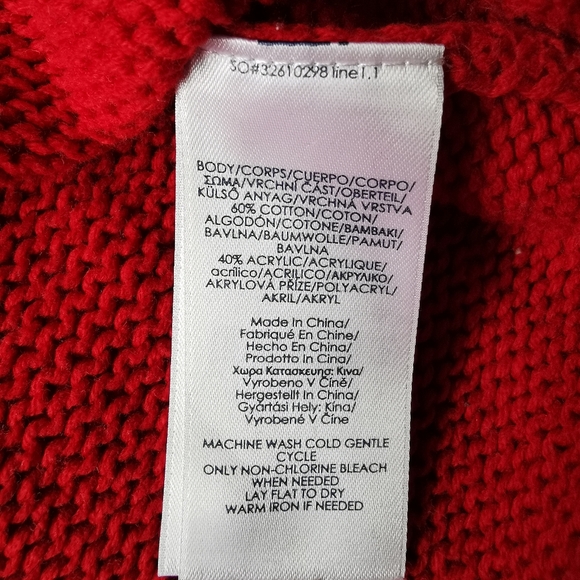 SO#32610298 line1.1
BODY/CORPS/CUERPO/CORPO/
ΣΩΜΑ/VRCHNÍ ČÁST/OBERTEIL/
KÜLSŐ ANYAG/VRCHNÁ VRSTVA
60% COTTON/COTON/
ALGODÓN/COTONE/ΒΑΜΒΑΚΙ/
BAVLNA/BAUMWOLLE/PAMUT/
BAVLNA
40% ACRYLIC/ACRYLIQUE/
acrílico/ACRILICO/ΑΚΡΥΛΙΚΟ/
AKRYLOVÁ PŘÍZE/POLYACRYL/
AKRIL/AKRYL
Made In China/
Fabriqué En Chine/
Hecho En China/
Prodotto In Cina/
Χωρα Κατασκευης: Κινα/
Vyrobeno V Číně/
Hergestellt In China/
Gyártási Hely: Kína/
Vyrobené V Číne
MACHINE WASH COLD GENTLE
CYCLE
ONLY NON-CHLORINE BLEACH
WHEN NEEDED
LAY FLAT TO DRY
WARM IRON IF NEEDED